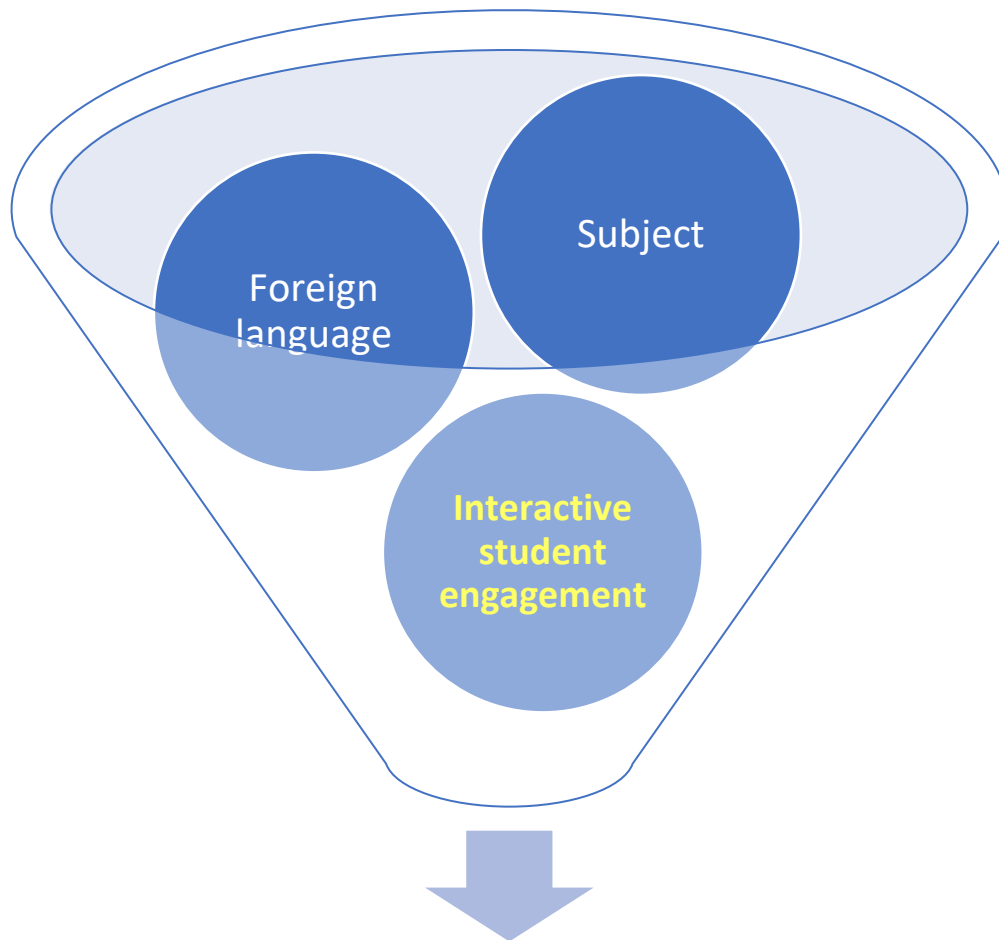 Subject
Foreign
language
Interactive
student
engagement